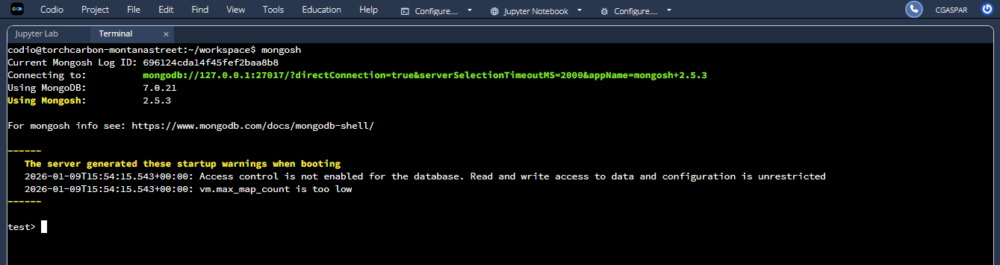 Codio Project File Edit Find View Tools Education Help Configure.... Jupyter Notebook Configure.... CGASPAR
Jupyter Lab Terminal ×
codio@torchcarbon-montanastreet:~/workspace$ mongosh
Current Mongosh Log ID: 696124cda14f45fef2baa8b8
Connecting to: mongodb://127.0.0.1:27017/?directConnection=true&serverSelectionTimeoutMS=2000&appName=mongosh+2.5.3
Using MongoDB: 7.0.21
Using Mongosh: 2.5.3
For mongosh info see: https://www.mongodb.com/docs/mongodb-shell/
------
The server generated these startup warnings when booting
2026-01-09T15:54:15.543+00:00: Access control is not enabled for the database. Read and write access to data and configuration is unrestricted
2026-01-09T15:54:15.543+00:00: vm.max_map_count is too low
------
test>